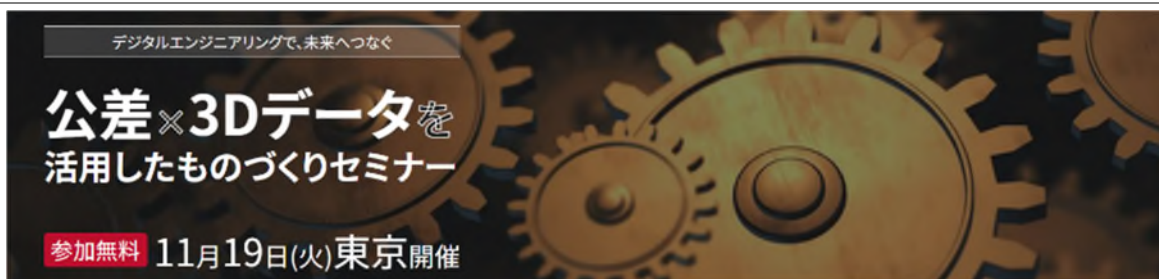 デジタルエンジニアリングで、未来へつなぐ
公差×3Dデータを
活用したものづくりセミナー
参加無料 11月19日(火)東京開催